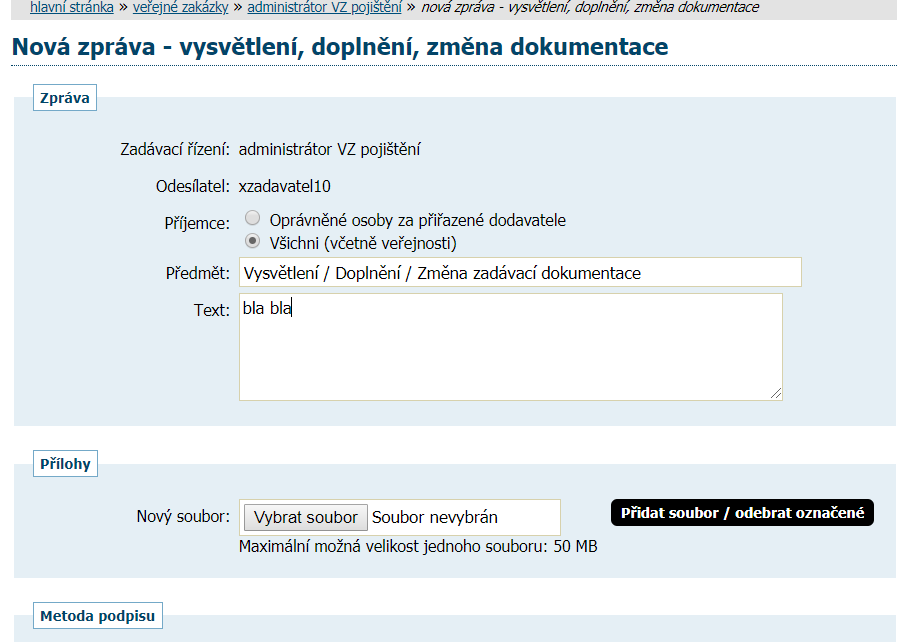 hlavní stránka » veřejné zakázky » administrátor VZ pojištění » nová zpráva - vysvětlení, doplnění, změna dokumentace
Nová zpráva - vysvětlení, doplnění, změna dokumentace
Zpráva
Zadávací řízení: administrátor VZ pojištění
Odesílatel: xzadavatel10
Příjemce: Oprávněné osoby za přiřazené dodavatele
Všichni (včetně veřejnosti)
Předmět: Vysvětlení / Doplnění / Změna zadávací dokumentace
Text: bla bla
Přílohy
Nový soubor: Vybrat soubor Soubor nevybrán Přidat soubor / odebrat označené
Maximální možná velikost jednoho souboru: 50 MB
Metoda podpisu